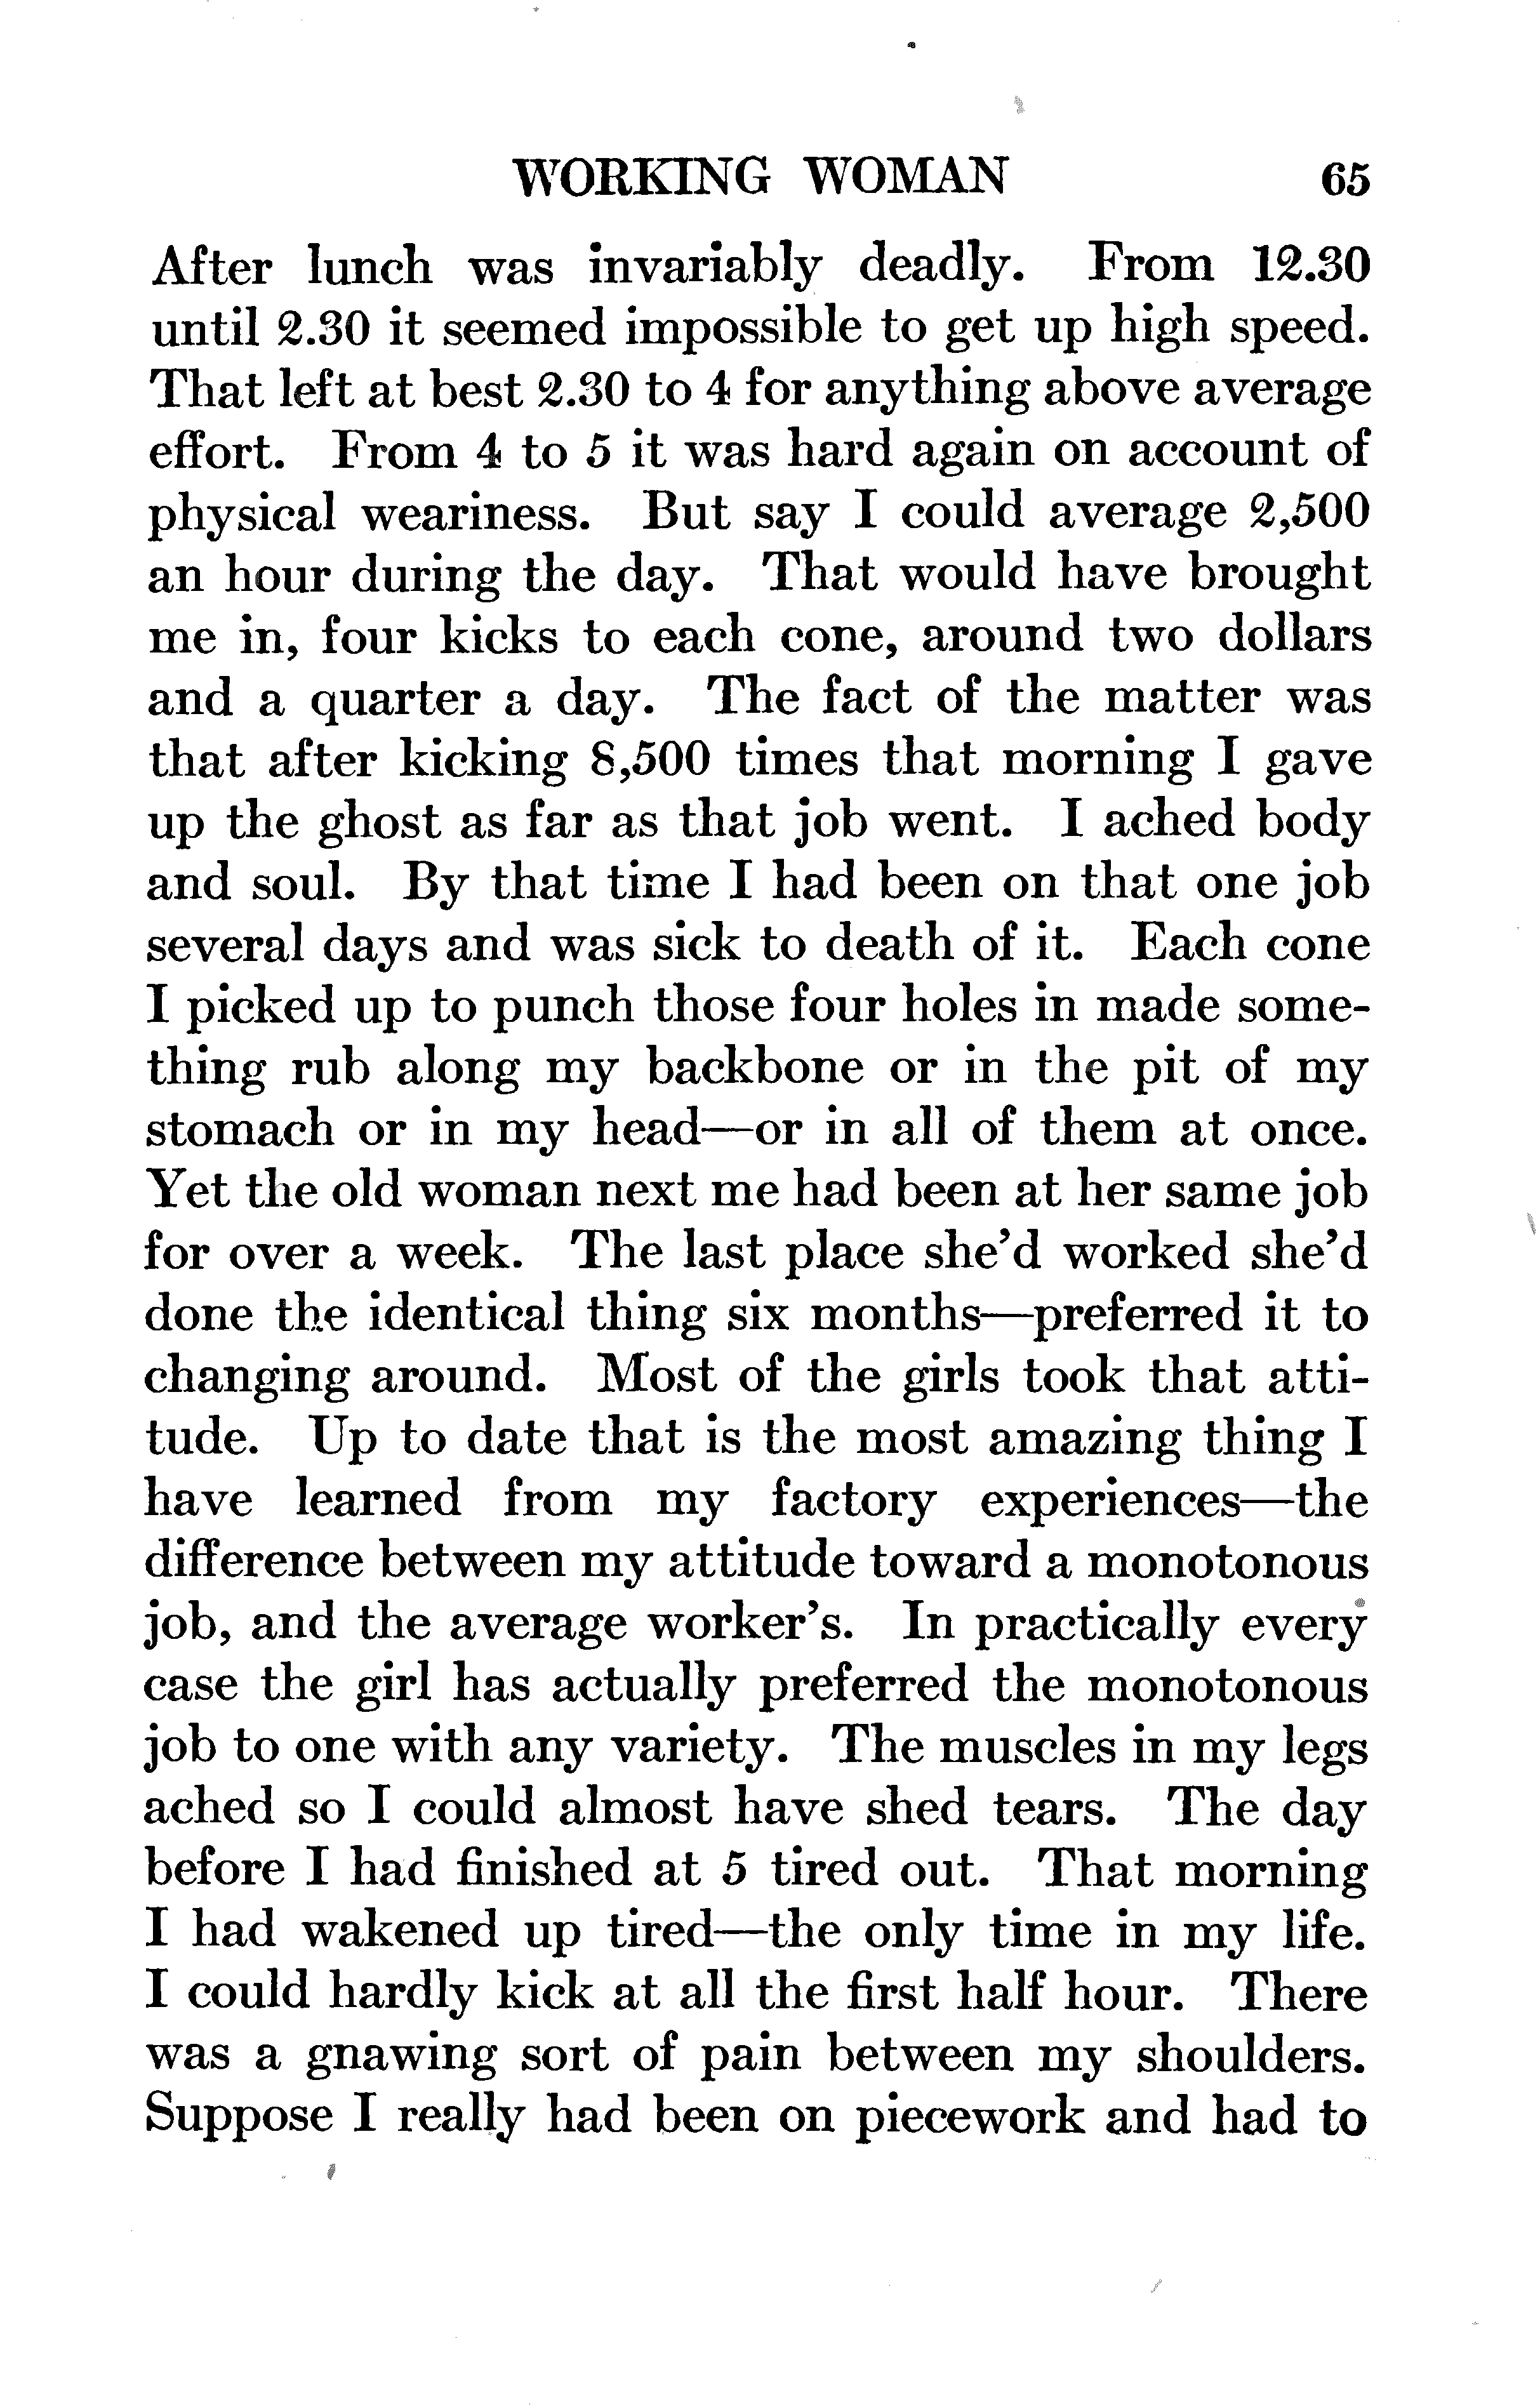 WORKING WOMAN 65
After lunch was invariably deadly. From 12.30
until 2.30 it seemed impossible to get up high speed.
That left at best 2.30 to 4 for anything above average
effort. From 4 to 5 it was hard again on account of
physical weariness. But say I could average 2,500
an hour during the day. That would have brought
me in, four kicks to each cone, around two dollars
and a quarter a day. The fact of the matter was
that after kicking 8,500 times that morning I gave
up the ghost as far as that job went. I ached body
and soul. By that time I had been on that one job
several days and was sick to death of it. Each cone
I picked up to punch those four holes in made some-
thing rub along my backbone or in the pit of my
stomach or in my head—or in all of them at once.
Yet the old woman next me had been at her same job
for over a week. The last place she'd worked she'd
done the identical thing six months—preferred it to
changing around. Most of the girls took that atti-
tude. Up to date that is the most amazing thing I
have learned from my factory experiences—the
difference between my attitude toward a monotonous
job, and the average worker's. In practically every
case the girl has actually preferred the monotonous
job to one with any variety. The muscles in my legs
ached so I could almost have shed tears. The day
before I had finished at 5 tired out. That morning
I had wakened up tired—the only time in my life.
I could hardly kick at all the first half hour. There
was a gnawing sort of pain between my shoulders.
Suppose I really had been on piecework and had to